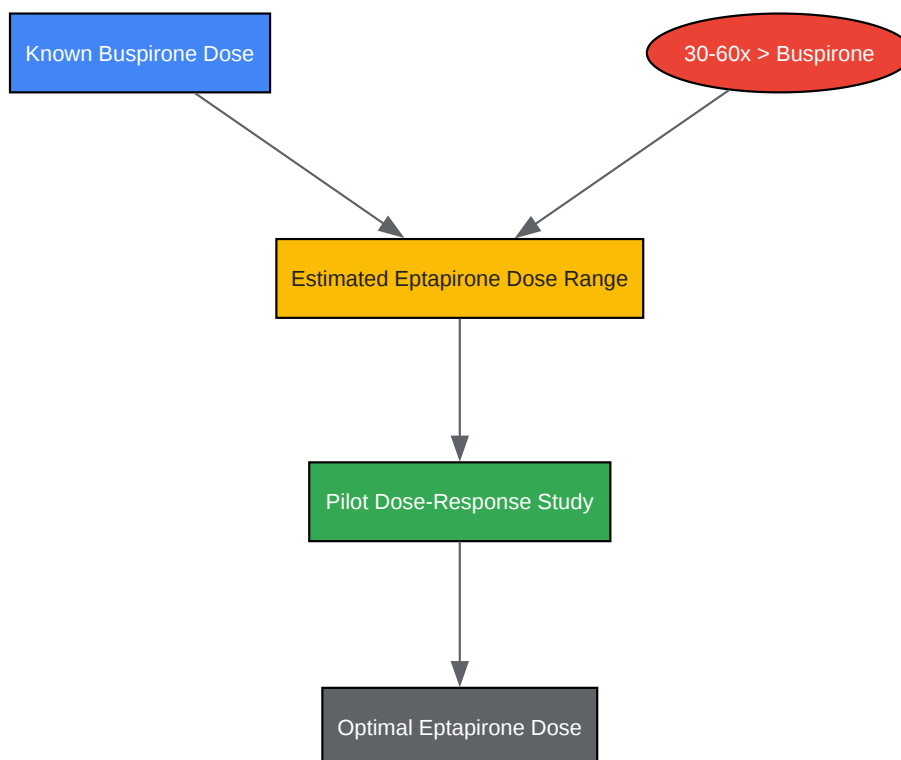 Known Buspirone Dose
30-60x > Buspirone
Estimated Eptapirone Dose Range
Pilot Dose-Response Study
Optimal Eptapirone Dose